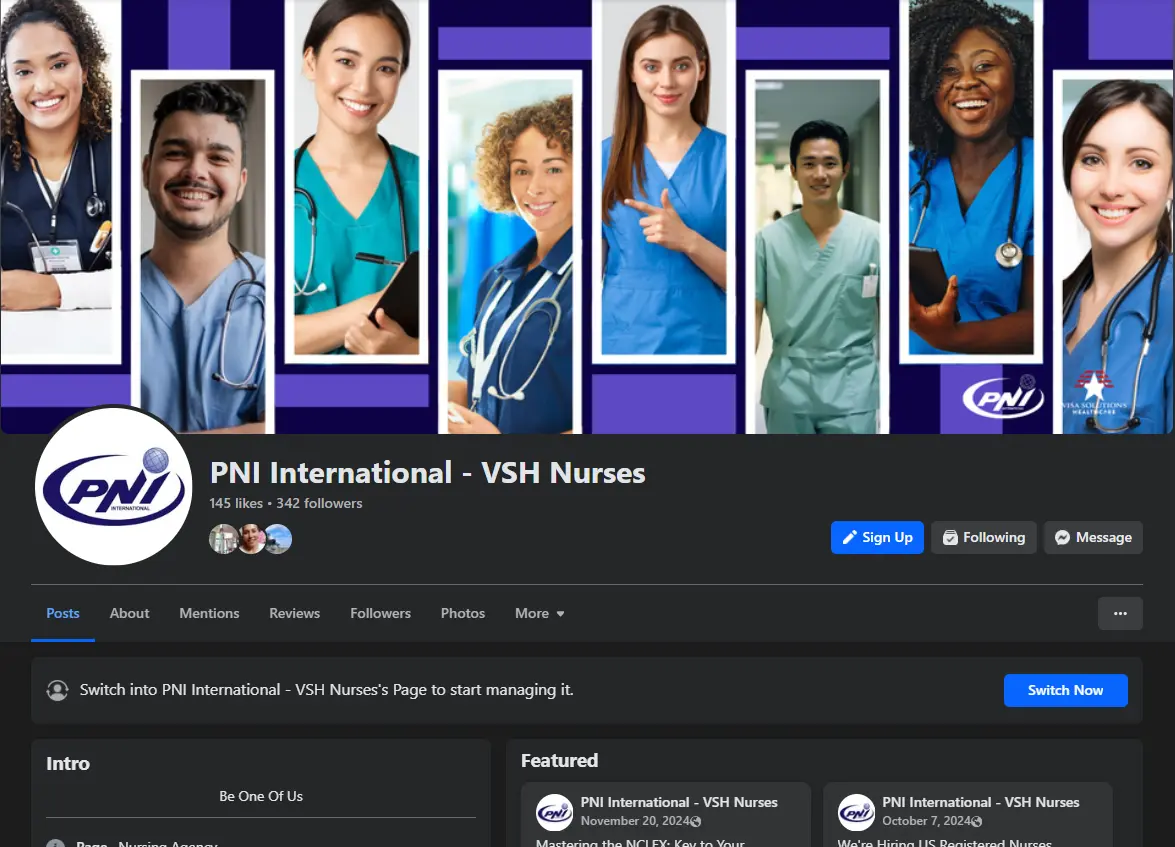 PNI
INTERNATIONAL
VISA SOLUTIONS
HEALTHCARE
PNI
INTERNATIONAL
PNI International - VSH Nurses
145 likes • 342 followers
Sign Up
Following
Message
Posts
About
Mentions
Reviews
Followers
Photos
More
Switch into PNI International - VSH Nurses's Page to start managing it.
Switch Now
Intro
Be One Of Us
Page · Nursing Agency
Featured
PNI
PNI International - VSH Nurses
November 20, 2024
Mastering the NCLEX: Key to Your
PNI
PNI International - VSH Nurses
October 7, 2024
We're Hiring US Registered Nurses